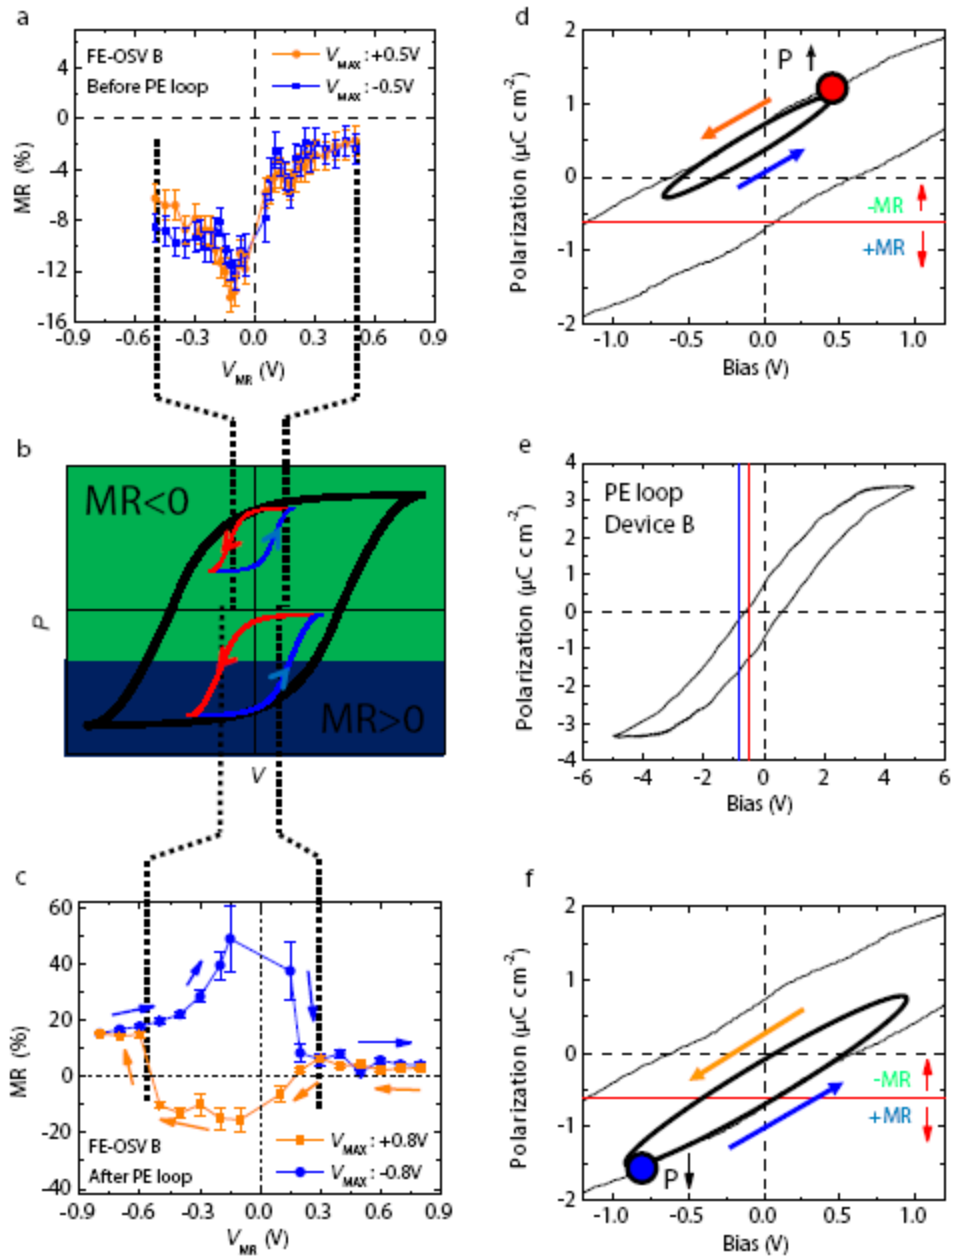 a
FE-OSV B
Before PE loop
V_MAX : +0.5V
V_MAX : -0.5V
4
0
-4
-8
-12
-16
MR (%)
-0.9 -0.6 -0.3 0.0 0.3 0.6 0.9
V_MR (V)
b
MR<0
MR>0
P
V
c
60
40
20
0
-20
-40
MR (%)
FE-OSV B
After PE loop
V_MAX : +0.8V
V_MAX : -0.8V
-0.9 -0.6 -0.3 0.0 0.3 0.6 0.9
V_MR (V)
d
2
1
0
-1
-2
Polarization (µC cm⁻²)
P
-MR
+MR
-1.0 -0.5 0.0 0.5 1.0
Bias (V)
e
4
3
2
1
0
-1
-2
-3
-4
Polarization (µC cm⁻²)
PE loop
Device B
-6 -4 -2 0 2 4 6
Bias (V)
f
2
1
0
-1
-2
Polarization (µC cm⁻²)
-MR
+MR
P
-1.0 -0.5 0.0 0.5 1.0
Bias (V)